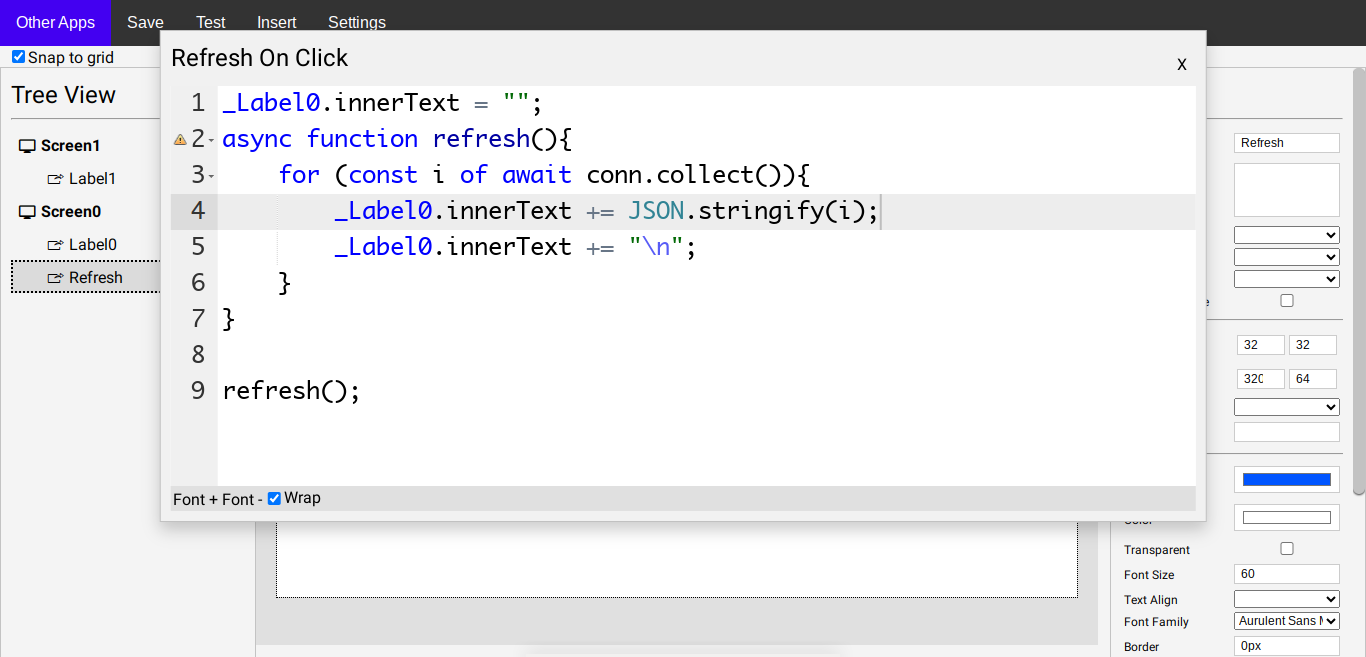 Other Apps Save Test Insert Settings
Snap to grid
Tree View
Screen1
Label1
Screen0
Label0
Refresh
Refresh On Click
x
1 _Label0.innerText = "";
2 async function refresh(){
3     for (const i of await conn.collect()){
4         _Label0.innerText += JSON.stringify(i);
5         _Label0.innerText += "\n";
6     }
7 }
8
9 refresh();
Font + Font - Wrap
Refresh
32 32
320 64
Transparent
Font Size 60
Text Align
Font Family Aurulent Sans
Border 0px